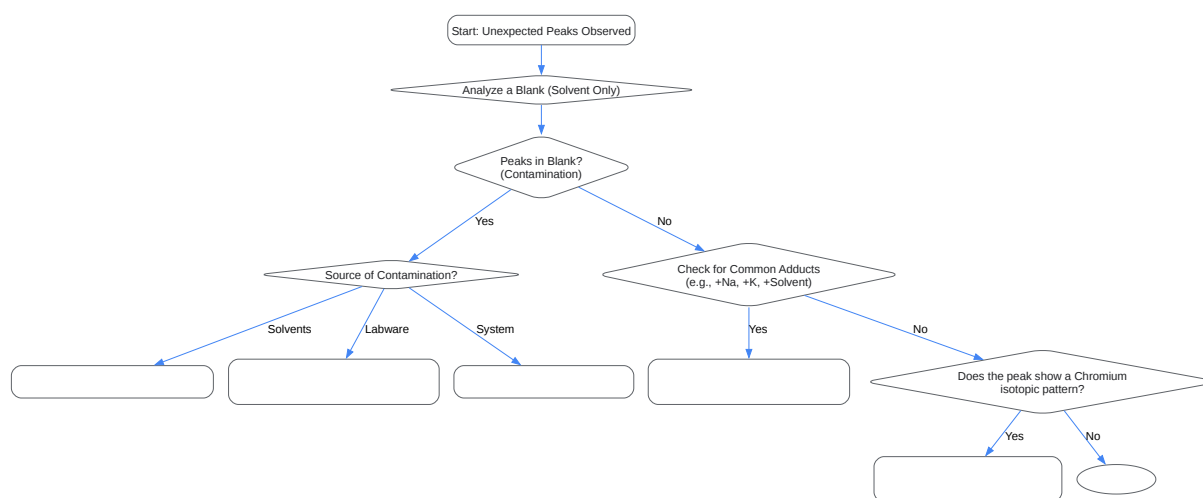 Start: Unexpected Peaks Observed
Analyze a Blank (Solvent Only)
Peaks in Blank?
(Contamination)
Yes
No
Source of Contamination?
Check for Common Adducts
(e.g., +Na, +K, +Solvent)
Solvents
Labware
System
Yes
No
Does the peak show a Chromium
isotopic pattern?
Yes
No